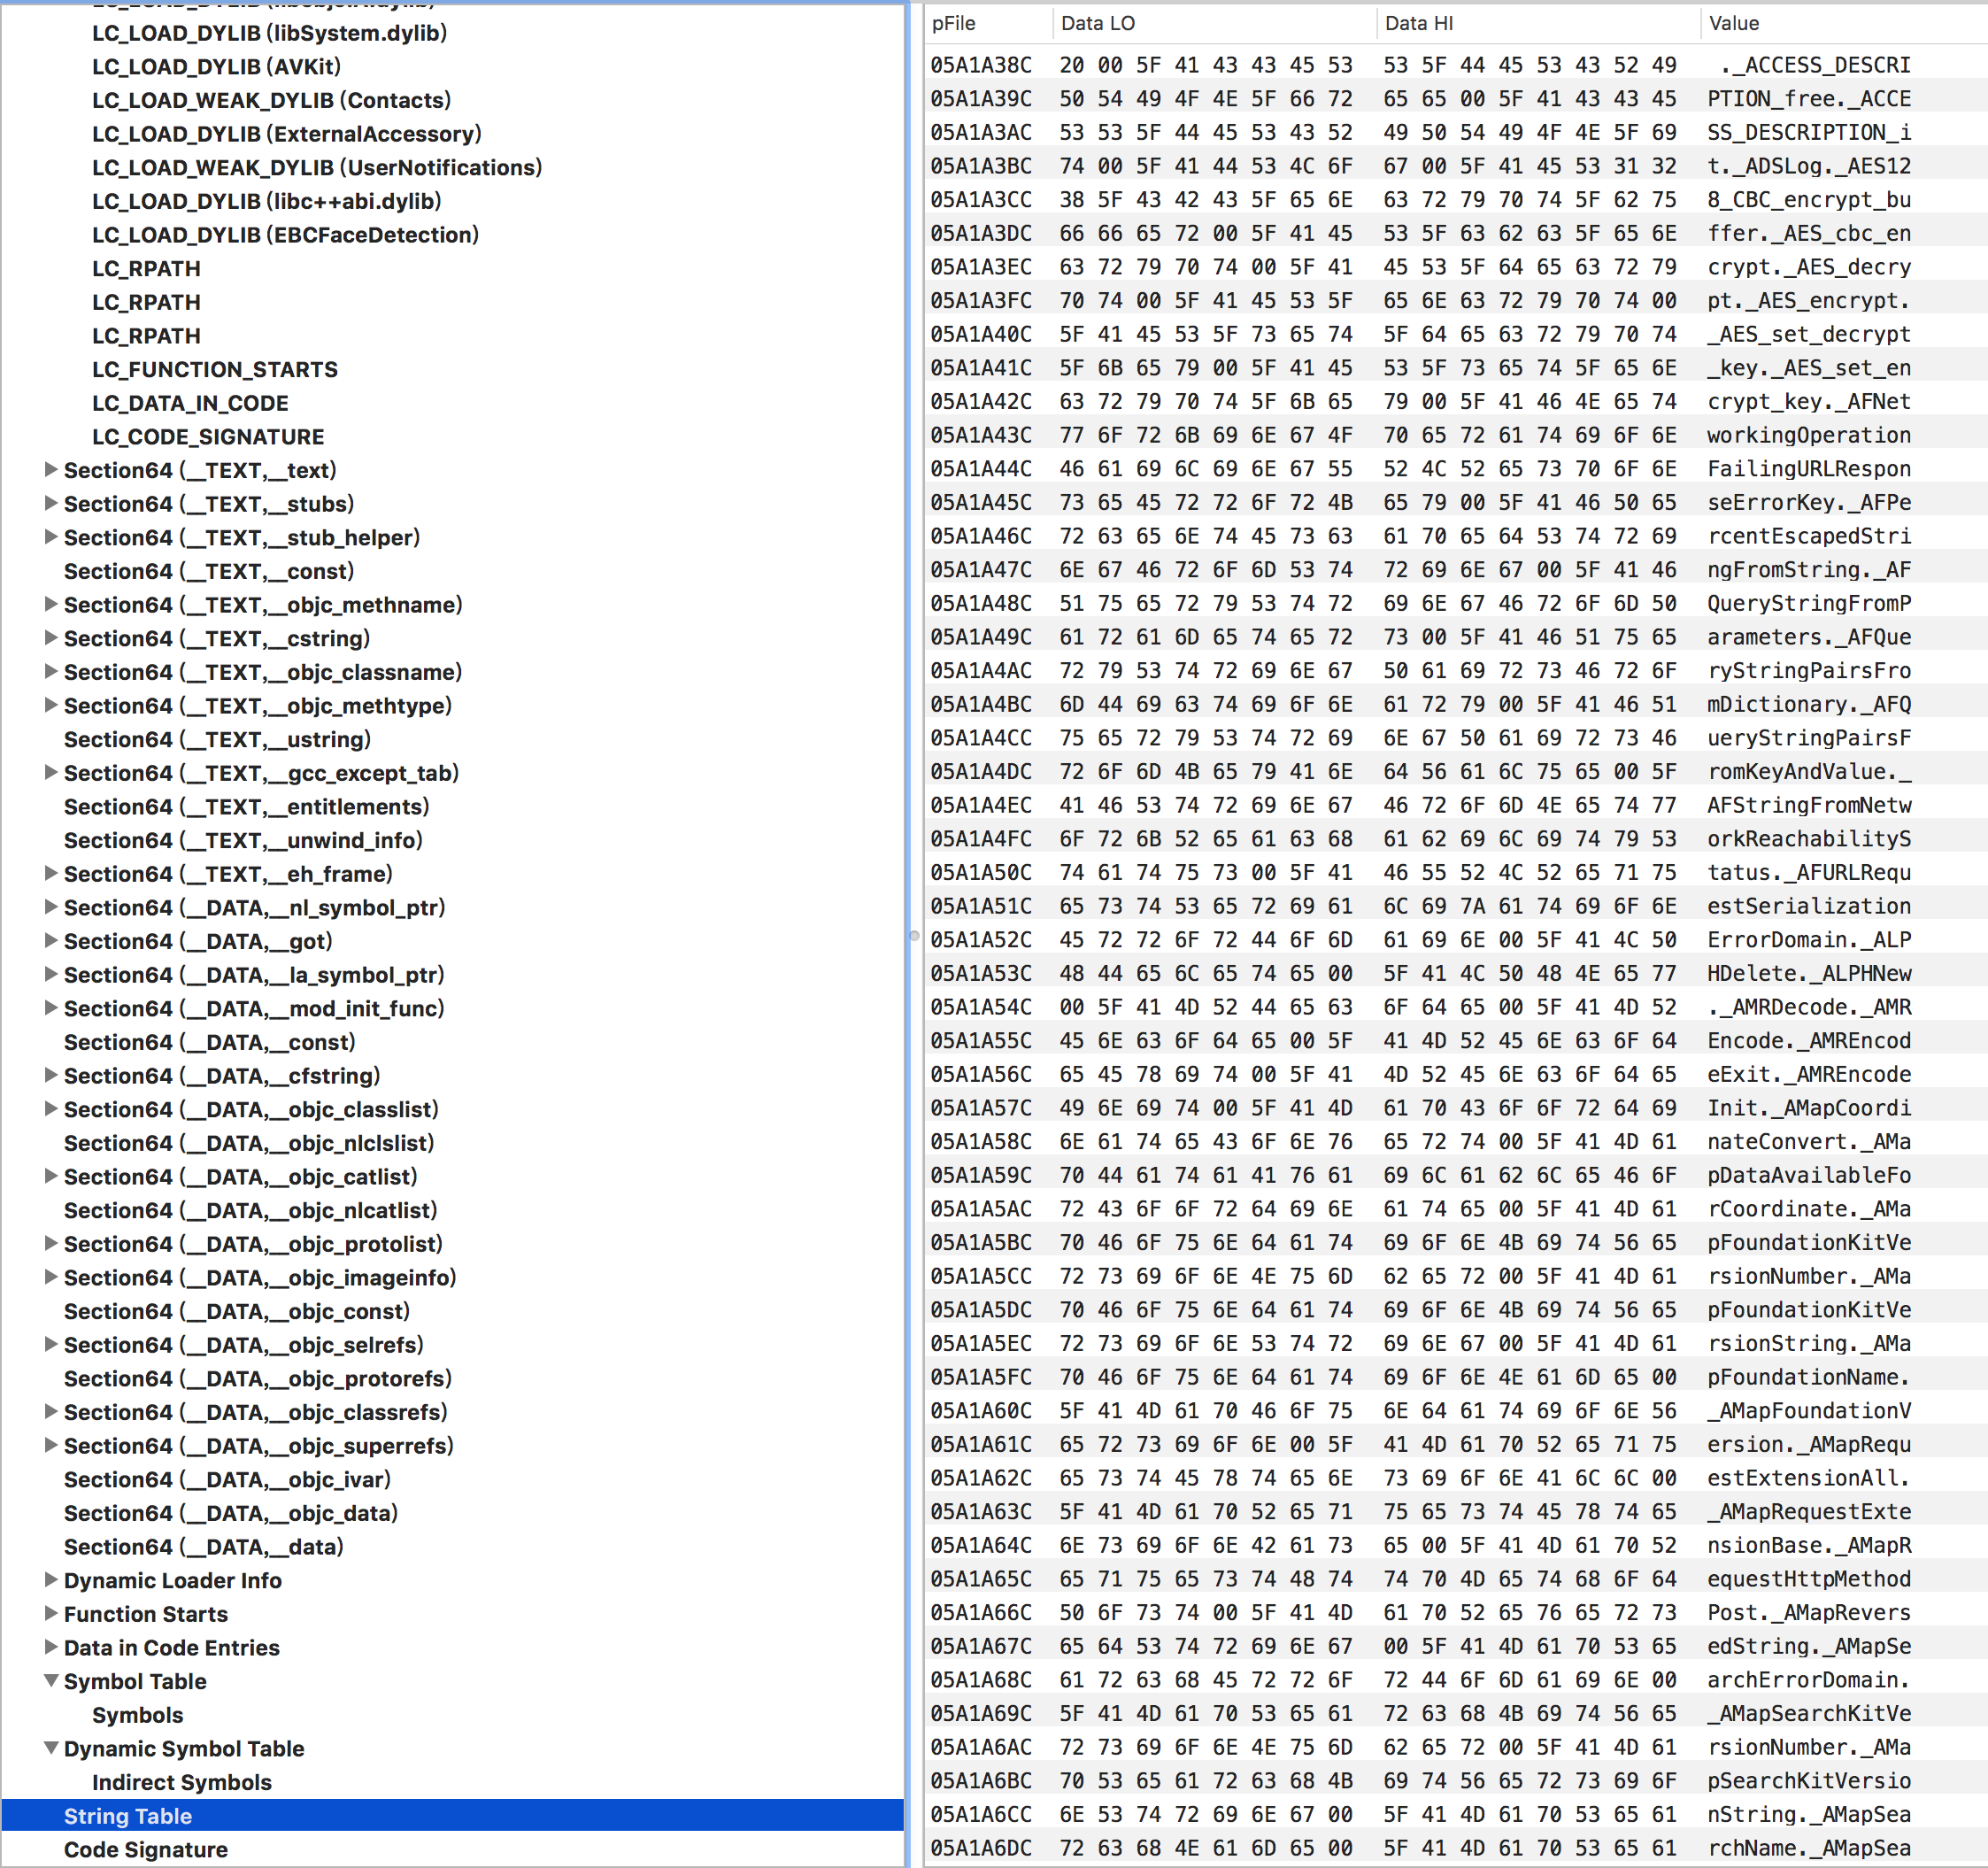 LC_LOAD_DYLIB (libSystem.dylib)
LC_LOAD_DYLIB (AVKit)
LC_LOAD_WEAK_DYLIB (Contacts)
LC_LOAD_DYLIB (ExternalAccessory)
LC_LOAD_WEAK_DYLIB (UserNotifications)
LC_LOAD_DYLIB (libc++abi.dylib)
LC_LOAD_DYLIB (EBCFaceDetection)
LC_RPATH
LC_RPATH
LC_RPATH
LC_FUNCTION_STARTS
LC_DATA_IN_CODE
LC_CODE_SIGNATURE
Section64 (__TEXT,__text)
Section64 (__TEXT,__stubs)
Section64 (__TEXT,__stub_helper)
Section64 (__TEXT,__const)
Section64 (__TEXT,__objc_methname)
Section64 (__TEXT,__cstring)
Section64 (__TEXT,__objc_classname)
Section64 (__TEXT,__objc_methtype)
Section64 (__TEXT,__ustring)
Section64 (__TEXT,__gcc_except_tab)
Section64 (__TEXT,__entitlements)
Section64 (__TEXT,__unwind_info)
Section64 (__TEXT,__eh_frame)
Section64 (__DATA,__nl_symbol_ptr)
Section64 (__DATA,__got)
Section64 (__DATA,__la_symbol_ptr)
Section64 (__DATA,__mod_init_func)
Section64 (__DATA,__const)
Section64 (__DATA,__cfstring)
Section64 (__DATA,__objc_classlist)
Section64 (__DATA,__objc_nlclslist)
Section64 (__DATA,__objc_catlist)
Section64 (__DATA,__objc_nlcatlist)
Section64 (__DATA,__objc_protolist)
Section64 (__DATA,__objc_imageinfo)
Section64 (__DATA,__objc_const)
Section64 (__DATA,__objc_selrefs)
Section64 (__DATA,__objc_protorefs)
Section64 (__DATA,__objc_classrefs)
Section64 (__DATA,__objc_superrefs)
Section64 (__DATA,__objc_ivar)
Section64 (__DATA,__objc_data)
Section64 (__DATA,__data)
Dynamic Loader Info
Function Starts
Data in Code Entries
Symbol Table
Symbols
Dynamic Symbol Table
Indirect Symbols
String Table
Code Signature
pFile Data LO Data HI Value
05A1A38C 20 00 5F 41 43 43 45 53 53 5F 44 45 53 43 52 49 ._ACCESS_DESCRI
05A1A39C 50 54 49 4F 4E 5F 66 72 65 65 00 5F 41 43 43 45 PTION_free._ACCE
05A1A3AC 53 53 5F 44 45 53 43 52 49 50 54 49 4F 4E 5F 69 SS_DESCRIPTION_i
05A1A3BC 74 00 5F 41 44 53 4C 6F 67 00 5F 41 45 53 31 32 t._ADSLog._AES12
05A1A3CC 38 5F 43 42 43 5F 65 6E 63 72 79 70 74 5F 62 75 8_CBC_encrypt_bu
05A1A3DC 66 66 65 72 00 5F 41 45 53 5F 63 62 63 5F 65 6E ffer._AES_cbc_en
05A1A3EC 63 72 79 70 74 00 5F 41 45 53 5F 64 65 63 72 79 crypt._AES_decry
05A1A3FC 70 74 00 5F 41 45 53 5F 65 6E 63 72 79 70 74 00 pt._AES_encrypt.
05A1A40C 5F 41 45 53 5F 73 65 74 5F 64 65 63 72 79 70 74 _AES_set_decrypt
05A1A41C 5F 6B 65 79 00 5F 41 45 53 5F 73 65 74 5F 65 6E _key._AES_set_en
05A1A42C 63 72 79 70 74 5F 6B 65 79 00 5F 41 46 4E 65 74 crypt_key._AFNet
05A1A43C 77 6F 72 6B 69 6E 67 4F 70 65 72 61 74 69 6F 6E workingOperation
05A1A44C 46 61 69 6C 69 6E 67 55 52 4C 52 65 73 70 6F 6E FailingURLRespon
05A1A45C 73 65 45 72 72 6F 72 4B 65 79 00 5F 41 46 50 65 seErrorKey._AFPe
05A1A46C 72 63 65 6E 74 45 73 63 61 70 65 64 53 74 72 69 rcentEscapedStri
05A1A47C 6E 67 46 72 6F 6D 53 74 72 69 6E 67 00 5F 41 46 ngFromString._AF
05A1A48C 51 75 65 72 79 53 74 72 69 6E 67 46 72 6F 6D 50 QueryStringFromP
05A1A49C 61 72 61 6D 65 74 65 72 73 00 5F 41 46 51 75 65 arameters._AFQue
05A1A4AC 72 79 53 74 72 69 6E 67 50 61 69 72 73 46 72 6F ryStringPairsFro
05A1A4BC 6D 44 69 63 74 69 6F 6E 61 72 79 00 5F 41 46 51 mDictionary._AFQ
05A1A4CC 75 65 72 79 53 74 72 69 6E 67 50 61 69 72 73 46 ueryStringPairsF
05A1A4DC 72 6F 6D 4B 65 79 41 6E 64 56 61 6C 75 65 00 5F romKeyAndValue._
05A1A4EC 41 46 53 74 72 69 6E 67 46 72 6F 6D 4E 65 74 77 AFStringFromNetw
05A1A4FC 6F 72 6B 52 65 61 63 68 61 62 69 6C 69 74 79 53 orkReachabilityS
05A1A50C 74 61 74 75 73 00 5F 41 46 55 52 4C 52 65 71 75 tatus._AFURLRequ
05A1A51C 65 73 74 53 65 72 69 61 6C 69 7A 61 74 69 6F 6E estSerialization
05A1A52C 45 72 72 6F 72 44 6F 6D 61 69 6E 00 5F 41 4C 50 ErrorDomain._ALP
05A1A53C 48 44 65 6C 65 74 65 00 5F 41 4C 50 48 4E 65 77 HDelete._ALPHNew
05A1A54C 00 5F 41 4D 52 44 65 63 6F 64 65 00 5F 41 4D 52 ._AMRDecode._AMR
05A1A55C 45 6E 63 6F 64 65 00 5F 41 4D 52 45 6E 63 6F 64 Encode._AMREncod
05A1A56C 65 45 78 69 74 00 5F 41 4D 52 45 6E 63 6F 64 65 eExit._AMREncode
05A1A57C 49 6E 69 74 00 5F 41 4D 61 70 43 6F 6F 72 64 69 Init._AMapCoordi
05A1A58C 6E 61 74 65 43 6F 6E 76 65 72 74 00 5F 41 4D 61 nateConvert._AMa
05A1A59C 70 44 61 74 61 41 76 61 69 6C 61 62 6C 65 46 6F pDataAvailableFo
05A1A5AC 72 43 6F 6F 72 64 69 6E 61 74 65 00 5F 41 4D 61 rCoordinate._AMa
05A1A5BC 70 46 6F 75 6E 64 61 74 69 6F 6E 4B 69 74 56 65 pFoundationKitVe
05A1A5CC 72 73 69 6F 6E 4E 75 6D 62 65 72 00 5F 41 4D 61 rsionNumber._AMa
05A1A5DC 70 46 6F 75 6E 64 61 74 69 6F 6E 4B 69 74 56 65 pFoundationKitVe
05A1A5EC 72 73 69 6F 6E 53 74 72 69 6E 67 00 5F 41 4D 61 rsionString._AMa
05A1A5FC 70 46 6F 75 6E 64 61 74 69 6F 6E 4E 61 6D 65 00 pFoundationName.
05A1A60C 5F 41 4D 61 70 46 6F 75 6E 64 61 74 69 6F 6E 56 _AMapFoundationV
05A1A61C 65 72 73 69 6F 6E 00 5F 41 4D 61 70 52 65 71 75 ersion._AMapRequ
05A1A62C 65 73 74 45 78 74 65 6E 73 69 6F 6E 41 6C 6C 00 estExtensionAll.
05A1A63C 5F 41 4D 61 70 52 65 71 75 65 73 74 45 78 74 65 _AMapRequestExte
05A1A64C 6E 73 69 6F 6E 42 61 73 65 00 5F 41 4D 61 70 52 nsionBase._AMapR
05A1A65C 65 71 75 65 73 74 48 74 74 70 4D 65 74 68 6F 64 equestHttpMethod
05A1A66C 50 6F 73 74 00 5F 41 4D 61 70 52 65 76 65 72 73 Post._AMapRevers
05A1A67C 65 64 53 74 72 69 6E 67 00 5F 41 4D 61 70 53 65 edString._AMapSe
05A1A68C 61 72 63 68 45 72 72 6F 72 44 6F 6D 61 69 6E 00 archErrorDomain.
05A1A69C 5F 41 4D 61 70 53 65 61 72 63 68 4B 69 74 56 65 _AMapSearchKitVe
05A1A6AC 72 73 69 6F 6E 4E 75 6D 62 65 72 00 5F 41 4D 61 rsionNumber._AMa
05A1A6BC 70 53 65 61 72 63 68 4B 69 74 56 65 72 73 69 6F pSearchKitVersio
05A1A6CC 6E 53 74 72 69 6E 67 00 5F 41 4D 61 70 53 65 61 nString._AMapSea
05A1A6DC 72 63 68 4E 61 6D 65 00 5F 41 4D 61 70 53 65 61 rchName._AMapSea